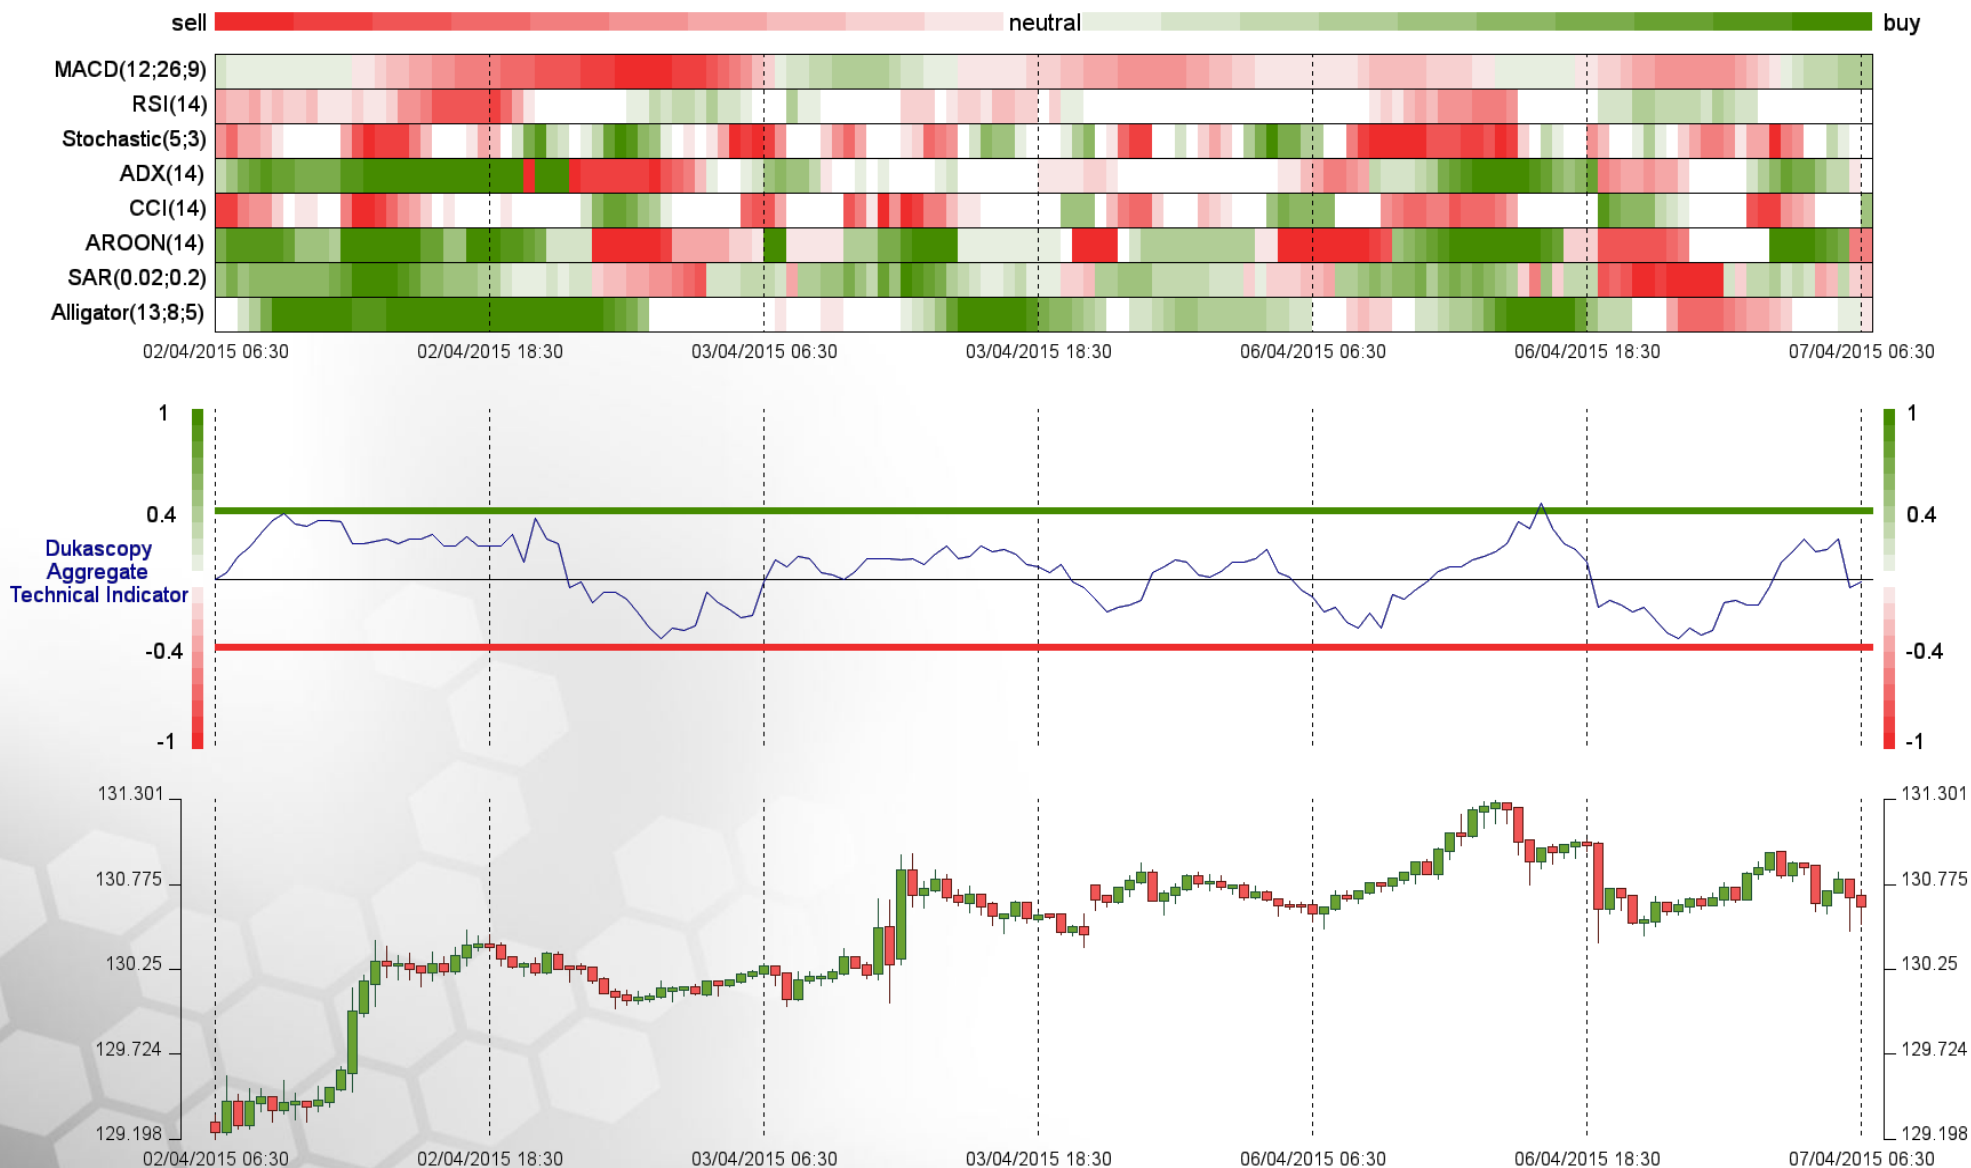 sell neutral buy
MACD(12;26;9)
RSI(14)
Stochastic(5;3)
ADX(14)
CCI(14)
AROON(14)
SAR(0.02;0.2)
Alligator(13;8;5)
02/04/2015 06:30 02/04/2015 18:30 03/04/2015 06:30 03/04/2015 18:30 06/04/2015 06:30 06/04/2015 18:30 07/04/2015 06:30
1 1
0.4 0.4
Dukascopy
Aggregate
Technical Indicator
-0.4 -0.4
-1 -1
131.301 131.301
130.775 130.775
130.25 130.25
129.724 129.724
129.198 129.198
02/04/2015 06:30 02/04/2015 18:30 03/04/2015 06:30 03/04/2015 18:30 06/04/2015 06:30 06/04/2015 18:30 07/04/2015 06:30